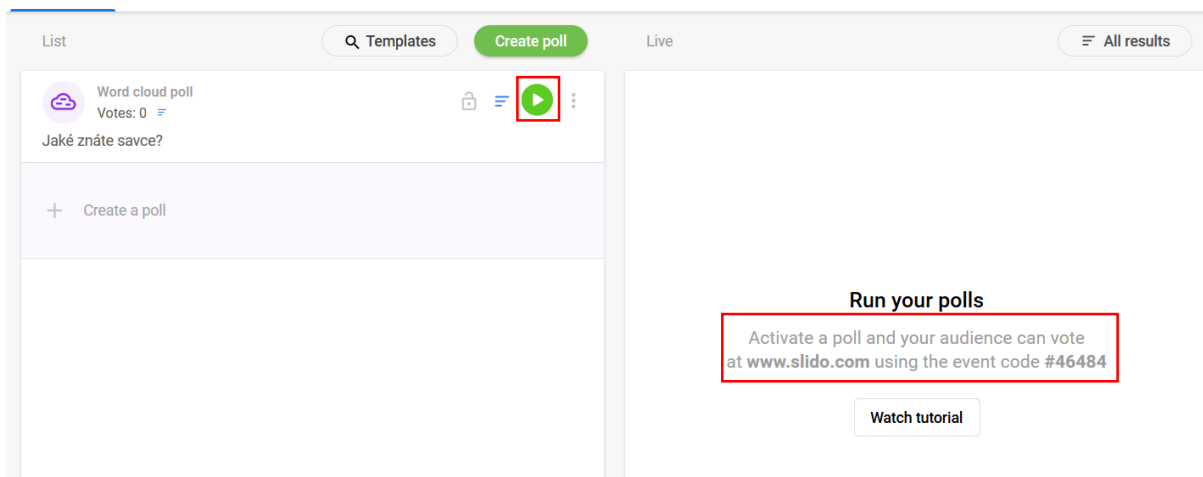 List
Templates
Create poll
Live
All results
Word cloud poll
Votes: 0
Jaké znáte savce?
Create a poll
Run your polls
Activate a poll and your audience can vote
at www.slido.com using the event code #46484
Watch tutorial